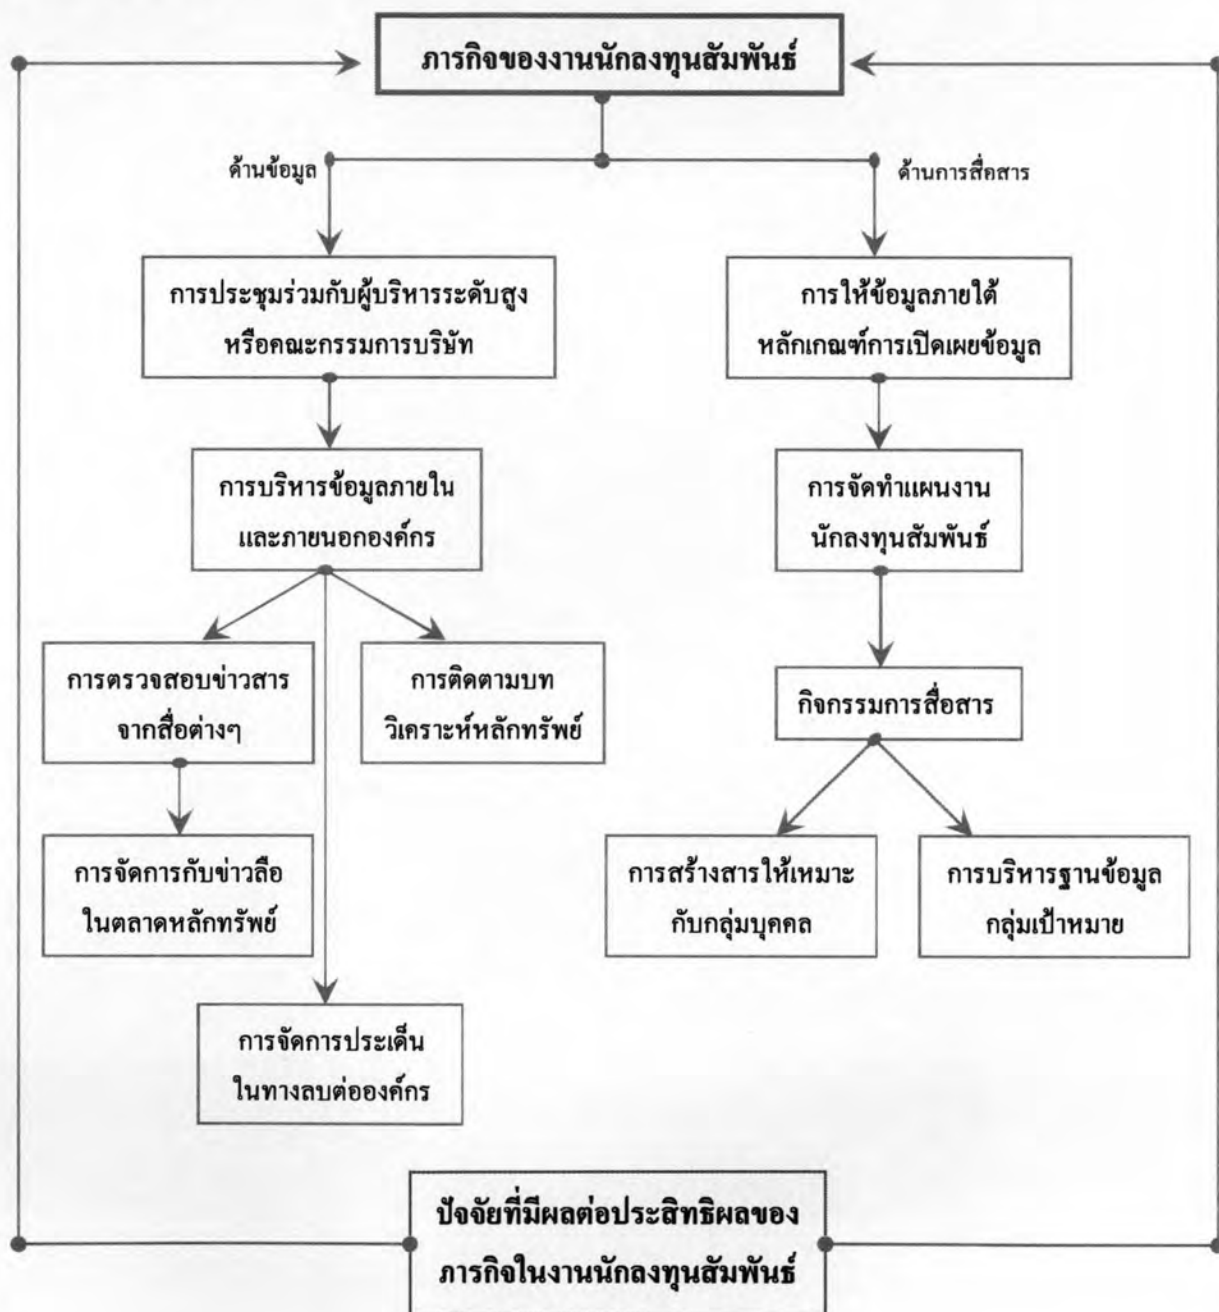 ภารกิจของงานนักลงทุนสัมพันธ์
ด้านข้อมูล
ด้านการสื่อสาร
การประชุมร่วมกับผู้บริหารระดับสูง
หรือคณะกรรมการบริษัท
การให้ข้อมูลภายใต้
หลักเกณฑ์การเปิดเผยข้อมูล
การบริหารข้อมูลภายใน
และภายนอกองค์กร
การจัดทำแผนงาน
นักลงทุนสัมพันธ์
การตรวจสอบข่าวสาร
จากสื่อต่างๆ
การติดตามบท
วิเคราะห์หลักทรัพย์
กิจกรรมการสื่อสาร
การจัดการกับข่าวลือ
ในตลาดหลักทรัพย์
การสร้างสารให้เหมาะ
กับกลุ่มบุคคล
การบริหารฐานข้อมูล
กลุ่มเป้าหมาย
การจัดการประเด็น
ในทางลบต่อองค์กร
ปัจจัยที่มีผลต่อประสิทธิผลของ
ภารกิจในงานนักลงทุนสัมพันธ์